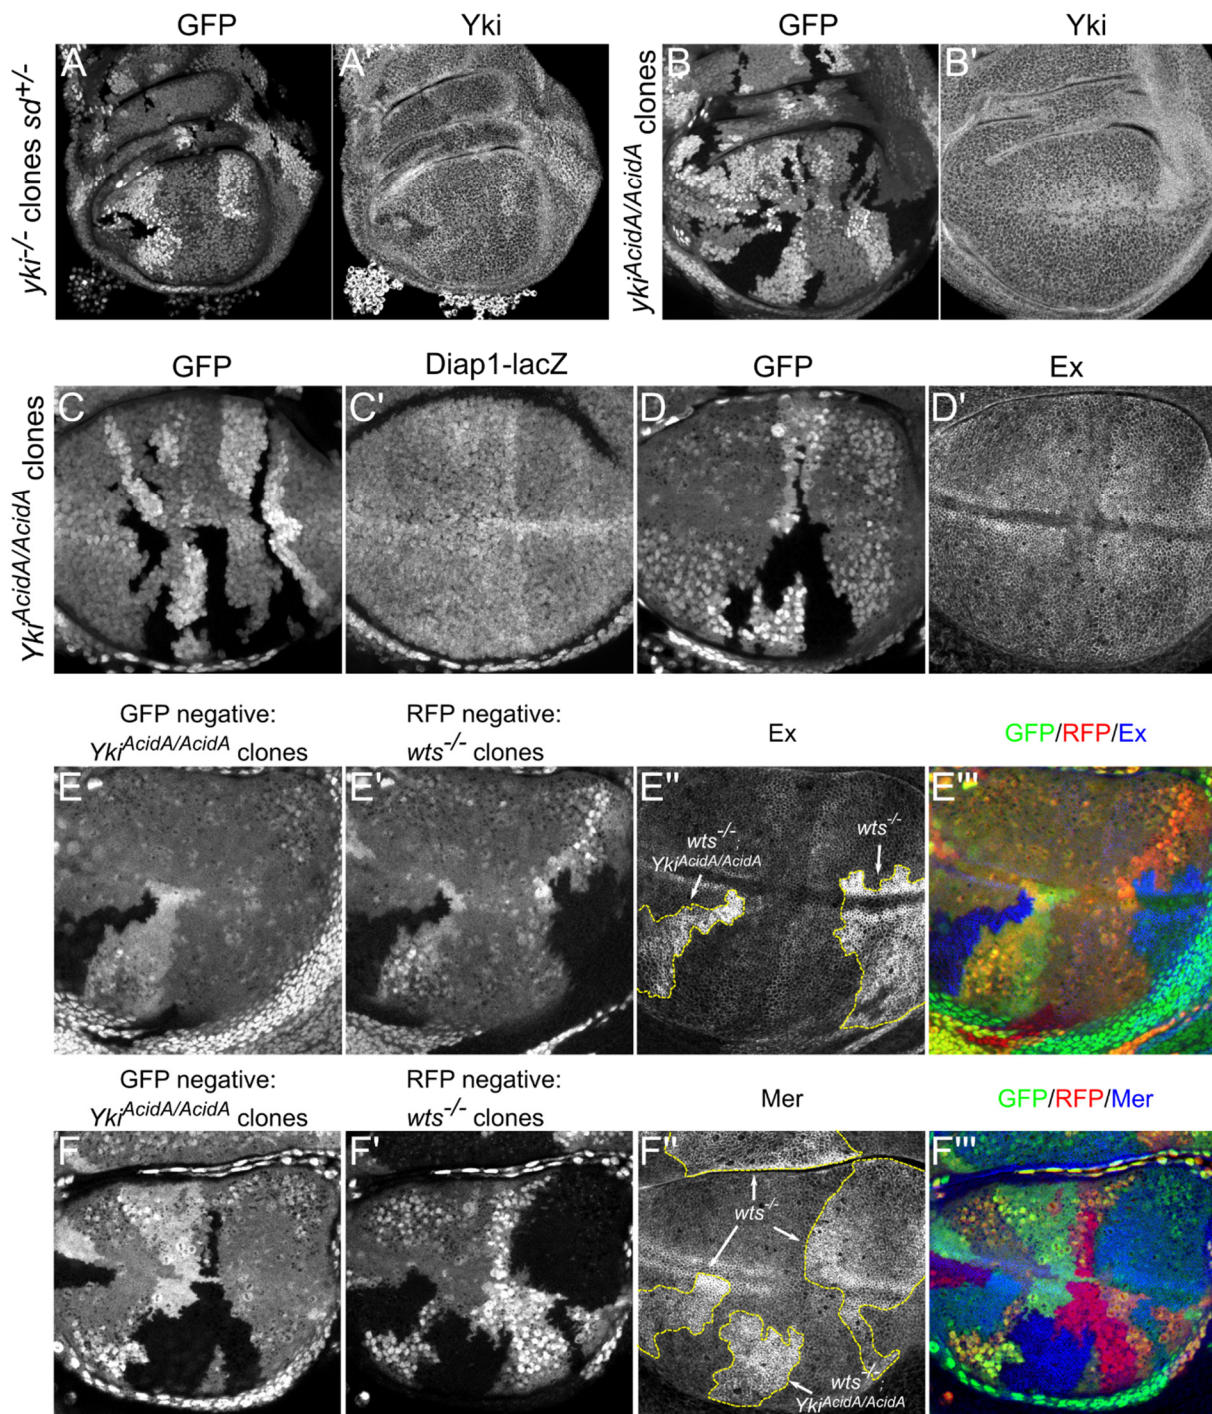 GFP Yki GFP Yki
yki-/- clones sd+/-
A A' B B'
ykiAcidA/AcidA clones
GFP Diap1-lacZ GFP Ex
YkiAcidA/AcidA clones
C C' D D'
GFP negative: RFP negative:
YkiAcidA/AcidA clones wts-/- clones Ex GFP/RFP/Ex
E E' E'' E'''
wts-/-; wts-/-
YkiAcidA/AcidA
GFP negative: RFP negative:
YkiAcidA/AcidA clones wts-/- clones Mer GFP/RFP/Mer
F F' F'' F'''
wts-/-
wts-/-;
YkiAcidA/AcidA